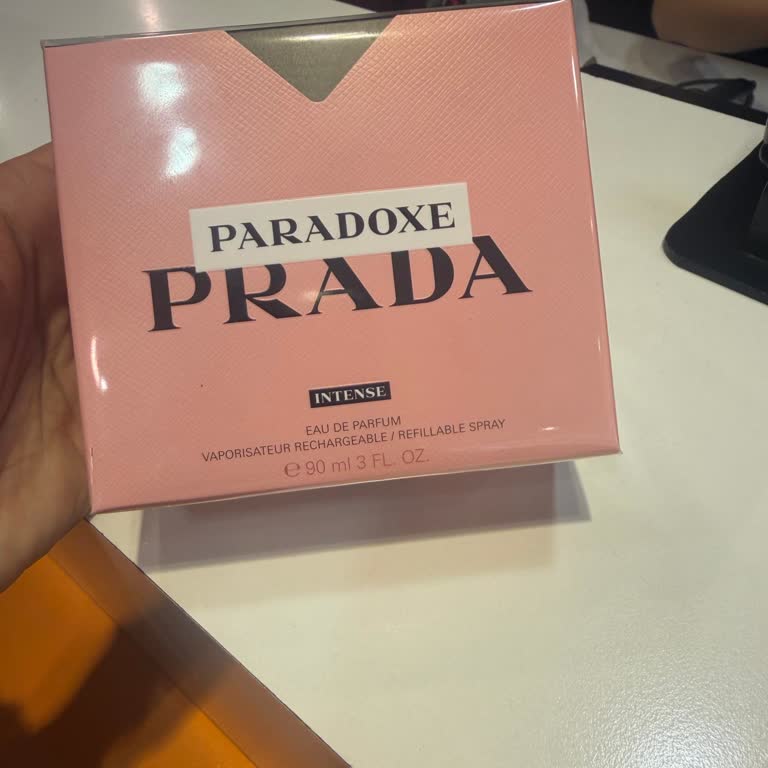 PARADOXE
PRADA
INTENSE
EAU DE PARFUM
VAPORISATEUR RECHARGEABLE / REFILLABLE SPRAY
℮ 90 ml 3 FL. OZ.